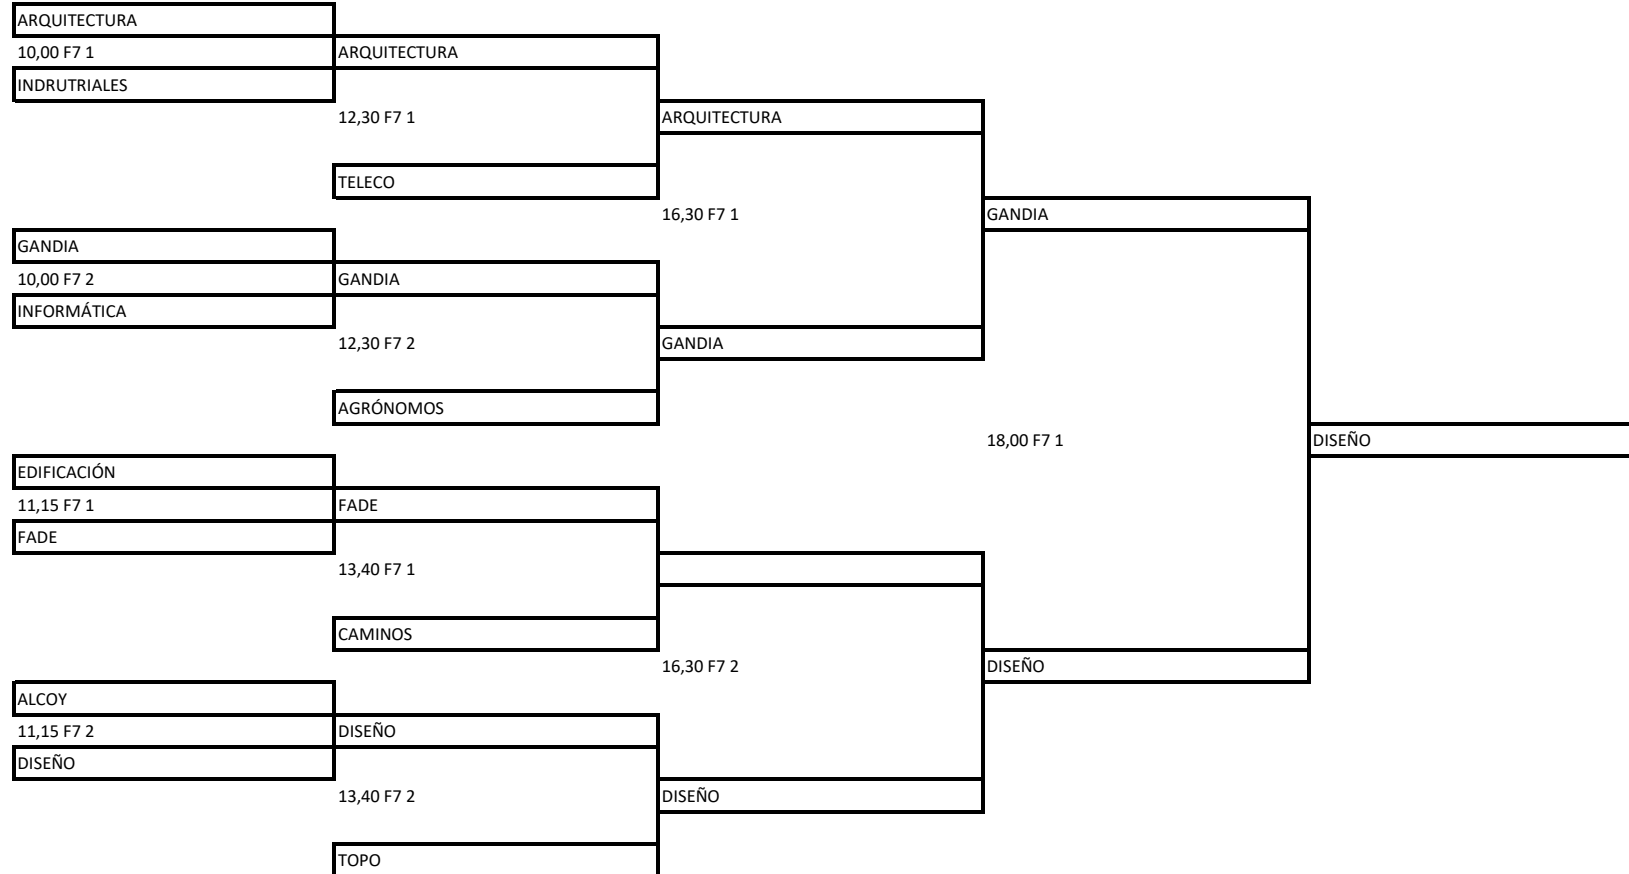 ARQUITECTURA
10,00 F7 1
ARQUITECTURA
INDRUTRIALES
12,30 F7 1
ARQUITECTURA
TELECO
16,30 F7 1
GANDIA
GANDIA
10,00 F7 2
GANDIA
INFORMÁTICA
12,30 F7 2
GANDIA
AGRÓNOMOS
18,00 F7 1
DISEÑO
EDIFICACIÓN
11,15 F7 1
FADE
FADE
13,40 F7 1
CAMINOS
16,30 F7 2
DISEÑO
ALCOY
11,15 F7 2
DISEÑO
DISEÑO
13,40 F7 2
DISEÑO
TOPO